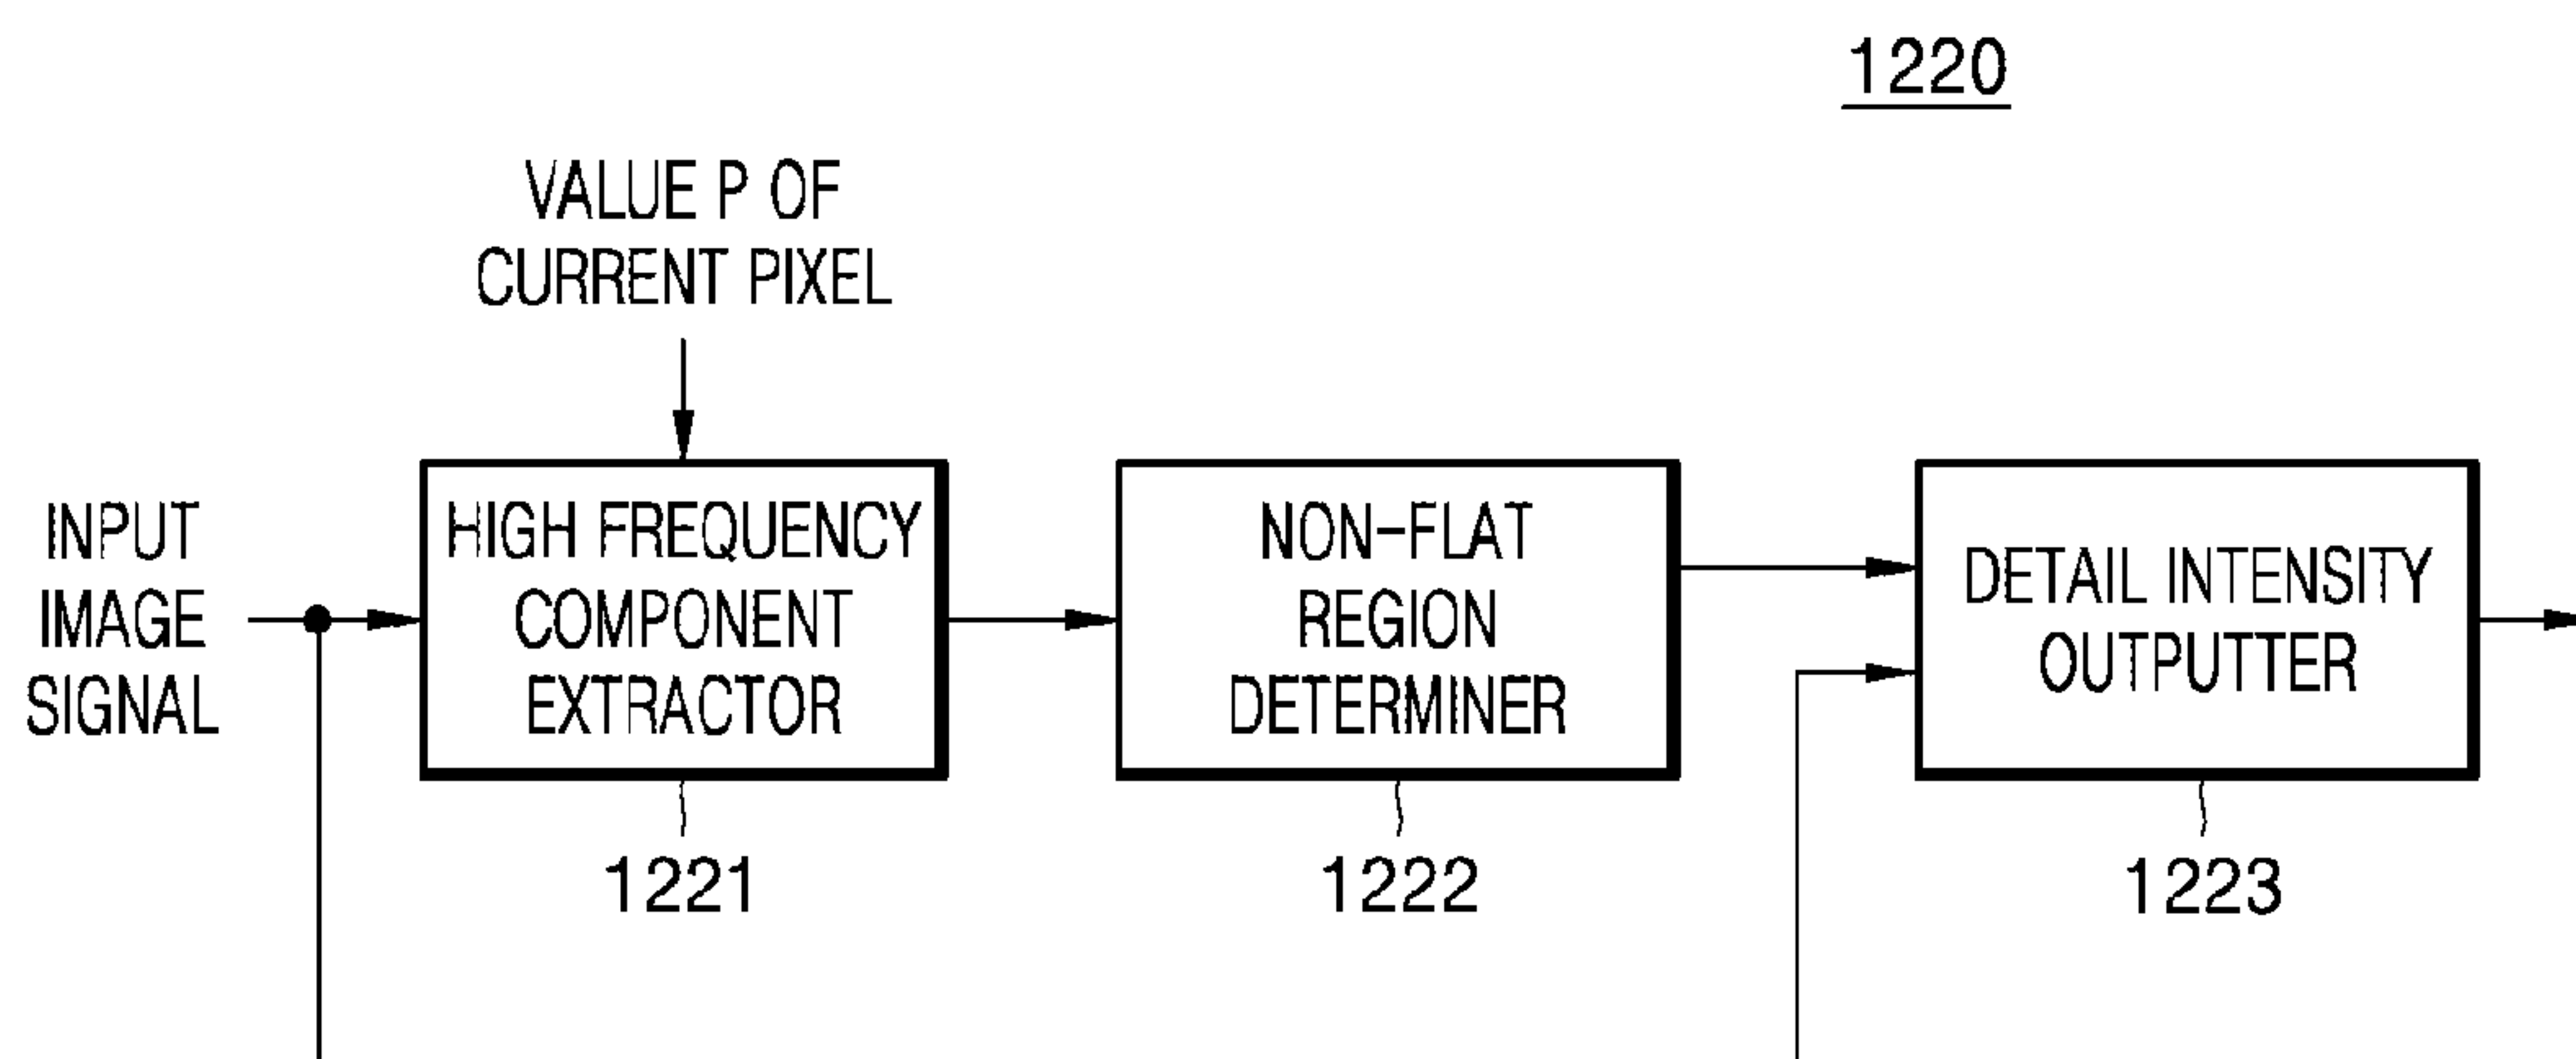 1220
VALUE P OF
CURRENT PIXEL
INPUT
IMAGE
SIGNAL
HIGH FREQUENCY
COMPONENT
EXTRACTOR
NON-FLAT
REGION
DETERMINER
DETAIL INTENSITY
OUTPUTTER
1221
1222
1223